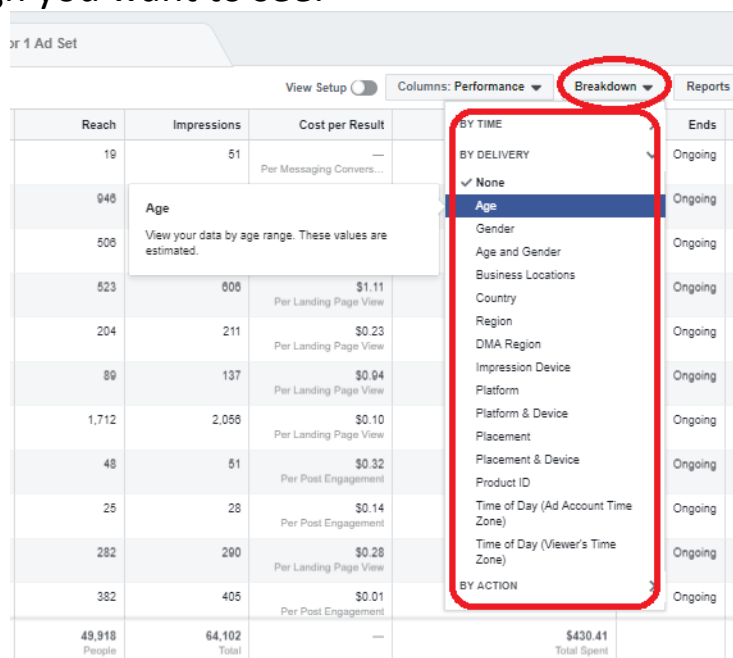 you want to see.
or 1 Ad Set
View Setup Columns: Performance Breakdown Reports
Reach Impressions Cost per Result BY TIME Ends
19 51 — BY DELIVERY Ongoing
Per Messaging Convers...
None
946 Age Ongoing
Age
View your data by age range. These values are
estimated.
Gender
506 Age and Gender Ongoing
Business Locations
523 606 $1.11 Ongoing
Per Landing Page View
Country
Region
204 211 $0.23 Ongoing
Per Landing Page View
DMA Region
Impression Device
89 137 $0.94 Ongoing
Per Landing Page View
Platform
Platform & Device
1,712 2,056 $0.10 Ongoing
Per Landing Page View
Placement
Placement & Device
48 51 $0.32 Ongoing
Per Post Engagement
Product ID
Time of Day (Ad Account Time
Zone)
25 28 $0.14 Ongoing
Per Post Engagement
Time of Day (Viewer's Time
Zone)
282 290 $0.28 Ongoing
Per Landing Page View
BY ACTION
382 405 $0.01 Ongoing
Per Post Engagement
49,918 64,102 — $430.41
People Total Total Spent